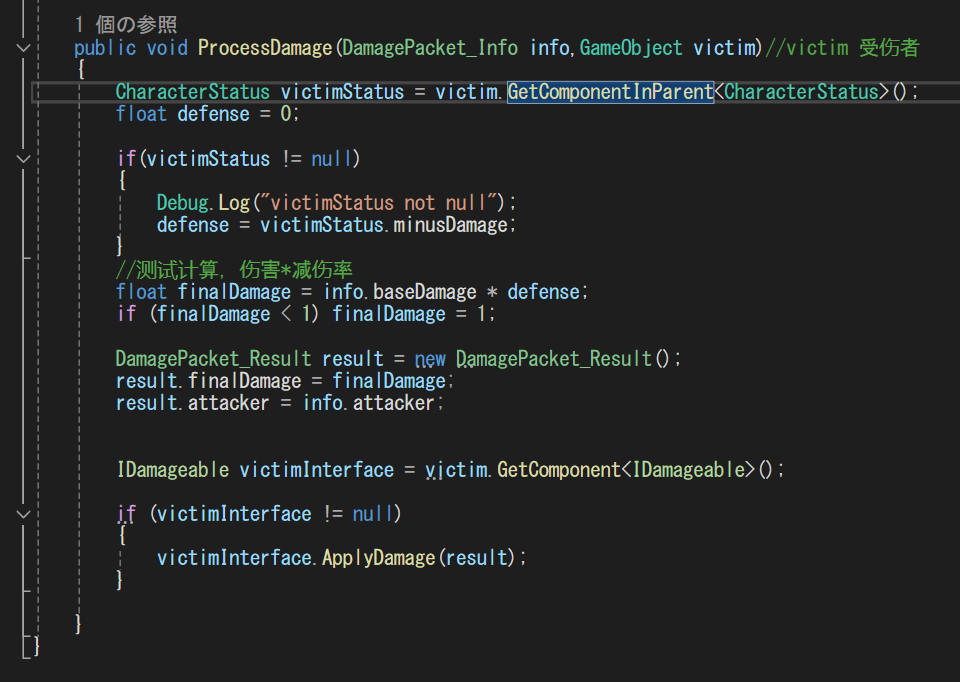 1 個の参照
public void ProcessDamage(DamagePacket_Info info,GameObject victim)//victim 受伤者
{
CharacterStatus victimStatus = victim.GetComponentInParent<CharacterStatus>();
float defense = 0;
if(victimStatus != null)
{
Debug.Log("victimStatus not null");
defense = victimStatus.minusDamage;
}
//测试计算，伤害*减伤率
float finalDamage = info.baseDamage * defense;
if (finalDamage < 1) finalDamage = 1;
DamagePacket_Result result = new DamagePacket_Result();
result.finalDamage = finalDamage;
result.attacker = info.attacker;
IDamageable victimInterface = victim.GetComponent<IDamageable>();
if (victimInterface != null)
{
victimInterface.ApplyDamage(result);
}
}
}